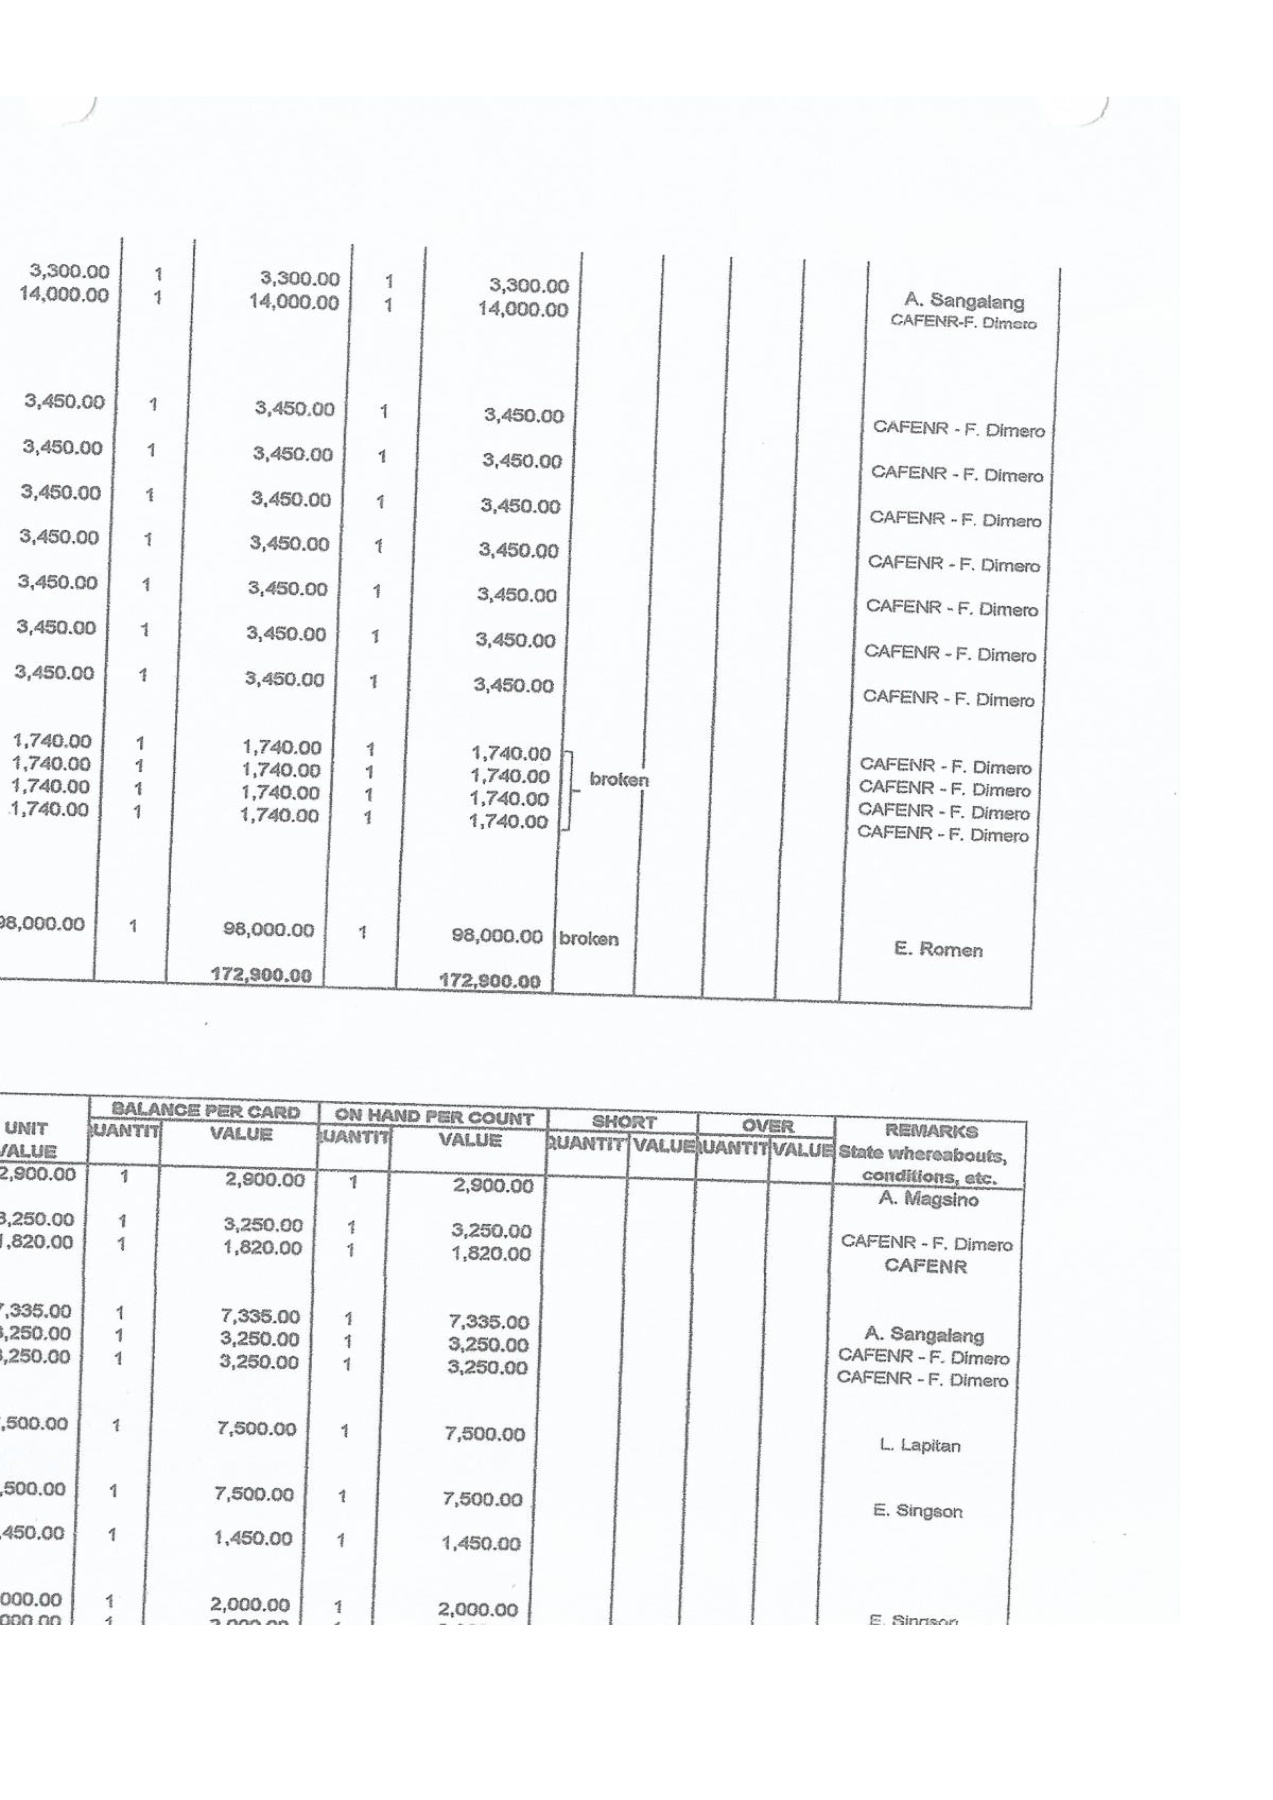 3,300.00 1 3,300.00 1 3,300.00 A. Sangalang
14,000.00 1 14,000.00 1 14,000.00 CAFENR-F. Dimero
3,450.00 1 3,450.00 1 3,450.00 CAFENR - F. Dimero
3,450.00 1 3,450.00 1 3,450.00 CAFENR - F. Dimero
3,450.00 1 3,450.00 1 3,450.00 CAFENR - F. Dimero
3,450.00 1 3,450.00 1 3,450.00 CAFENR - F. Dimero
3,450.00 1 3,450.00 1 3,450.00 CAFENR - F. Dimero
3,450.00 1 3,450.00 1 3,450.00 CAFENR - F. Dimero
3,450.00 1 3,450.00 1 3,450.00 CAFENR - F. Dimero
1,740.00 1 1,740.00 1 1,740.00 CAFENR - F. Dimero
1,740.00 1 1,740.00 1 1,740.00 broken CAFENR - F. Dimero
1,740.00 1 1,740.00 1 1,740.00 CAFENR - F. Dimero
1,740.00 1 1,740.00 1 1,740.00 CAFENR - F. Dimero
98,000.00 1 98,000.00 1 98,000.00 broken E. Romen
172,900.00 172,900.00
UNIT BALANCE PER CARD ON HAND PER COUNT SHORT OVER REMARKS
VALUE QUANTIT VALUE QUANTIT VALUE QUANTIT VALUE QUANTIT VALUE State whereabouts,
conditions, etc.
2,900.00 1 2,900.00 1 2,900.00 A. Magsino
3,250.00 1 3,250.00 1 3,250.00 CAFENR - F. Dimero
1,820.00 1 1,820.00 1 1,820.00 CAFENR
7,335.00 1 7,335.00 1 7,335.00 A. Sangalang
3,250.00 1 3,250.00 1 3,250.00 CAFENR - F. Dimero
3,250.00 1 3,250.00 1 3,250.00 CAFENR - F. Dimero
,500.00 1 7,500.00 1 7,500.00 L. Lapitan
,500.00 1 7,500.00 1 7,500.00 E. Singson
,450.00 1 1,450.00 1 1,450.00
000.00 1 2,000.00 1 2,000.00 E. Singson